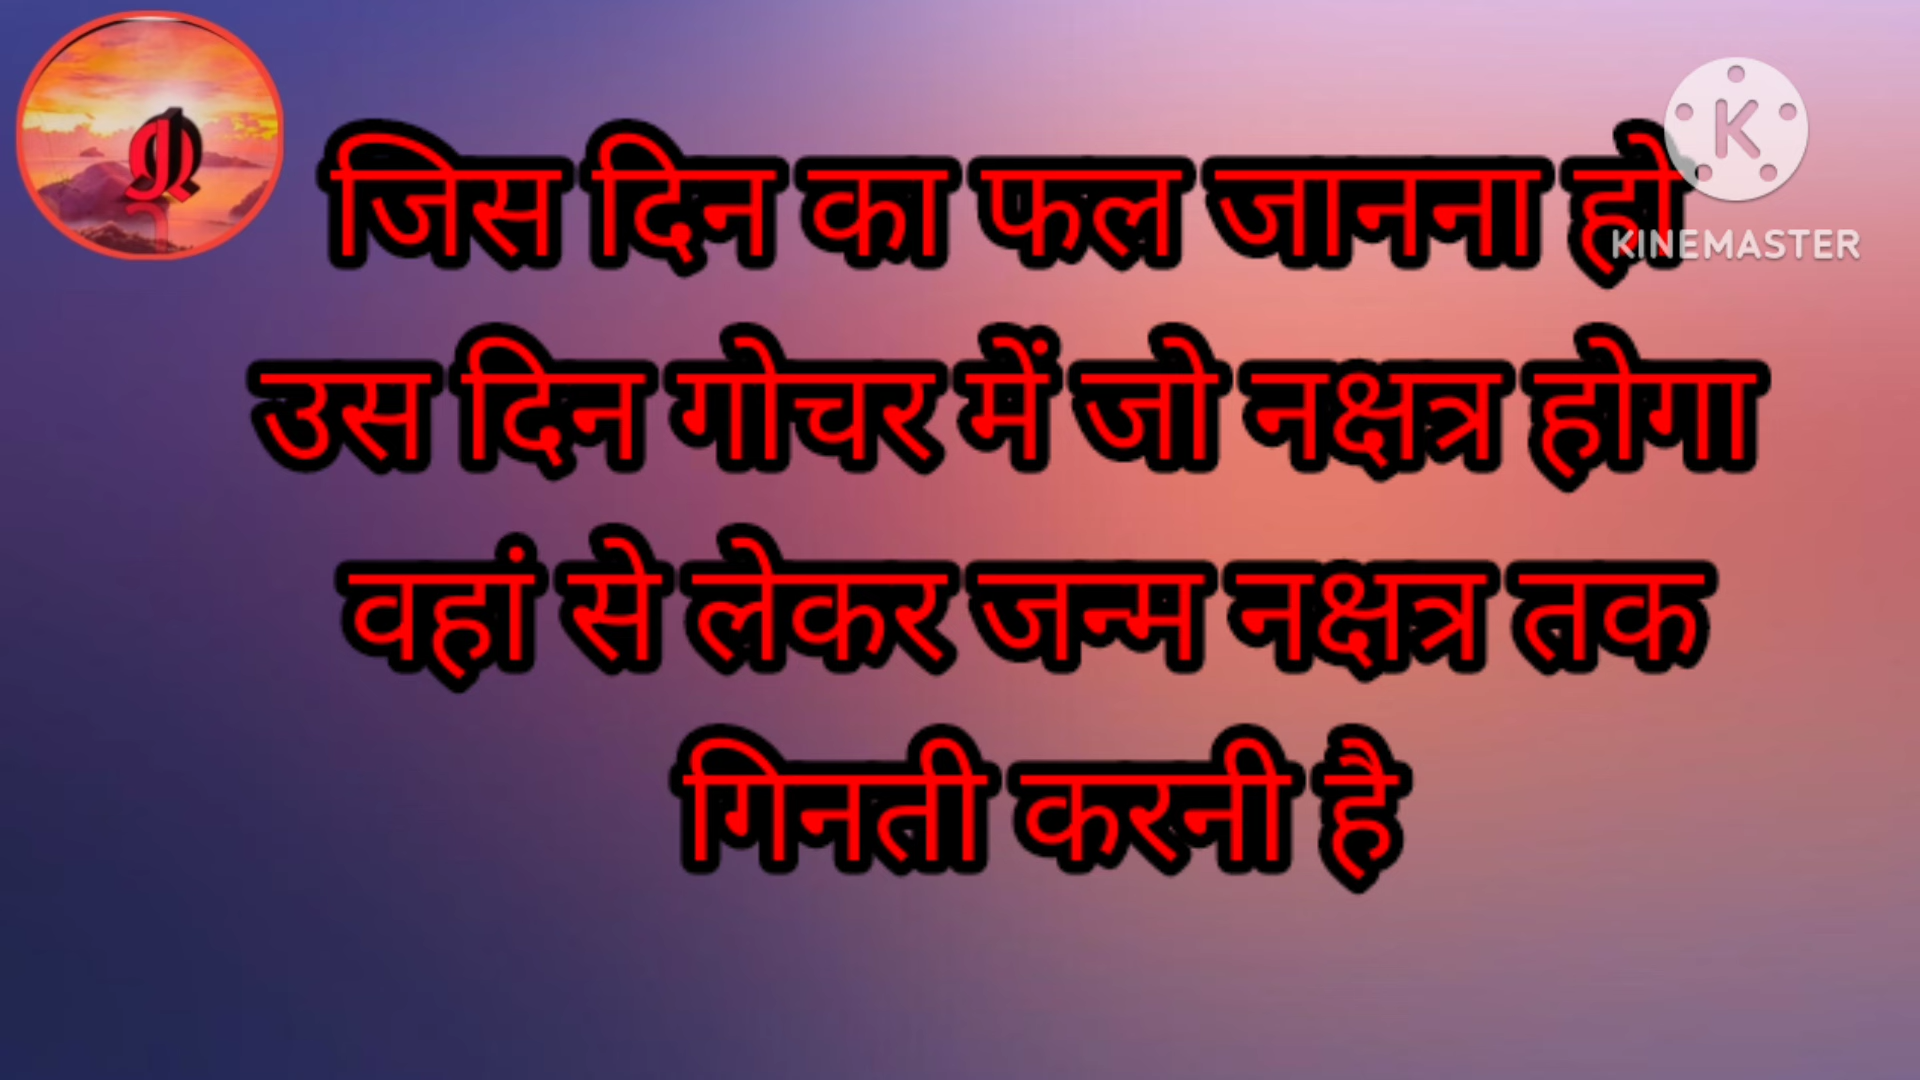 जिस दिन का फल जानना हो
KINEMASTER
उस दिन गोचर में जो नक्षत्र होगा
वहां से लेकर जन्म नक्षत्र तक
गिनती करनी है